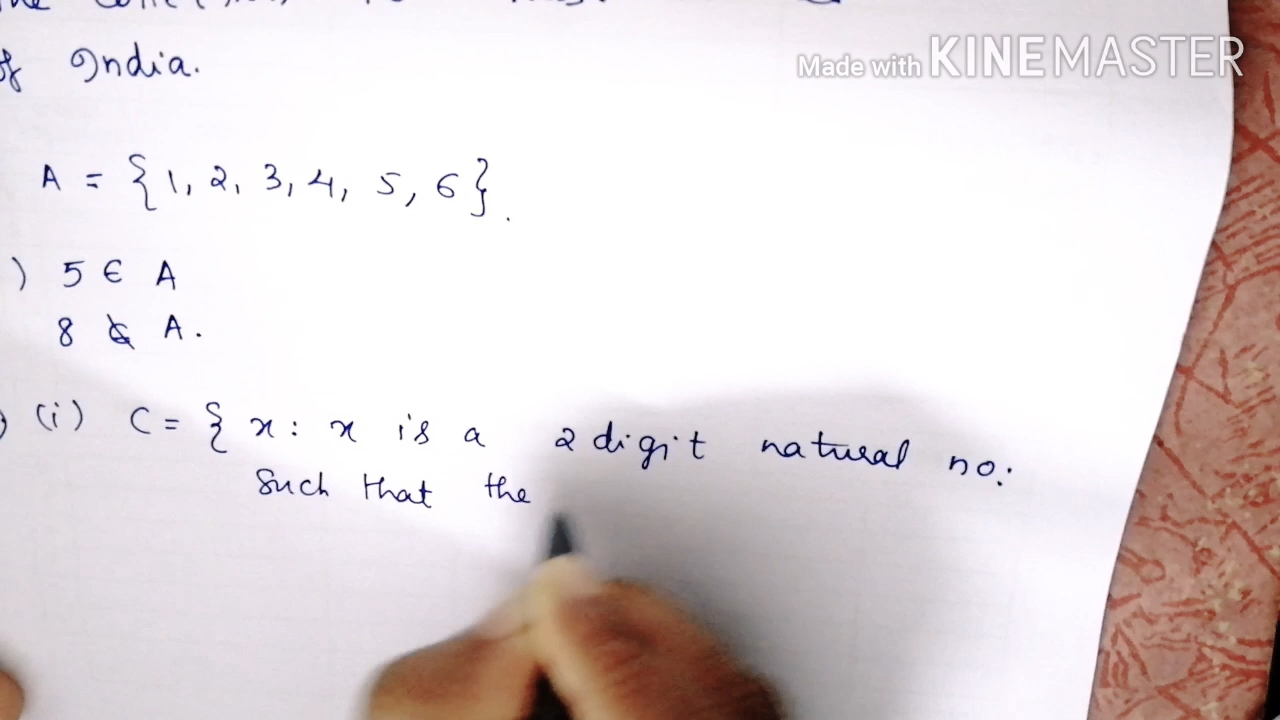 of India.
Made with KINEMASTER
A = {1, 2, 3, 4, 5, 6}.
) 5 ∈ A
8 ∉ A.
) (i) C = { x : x is a 2 digit natural no:
Such that the